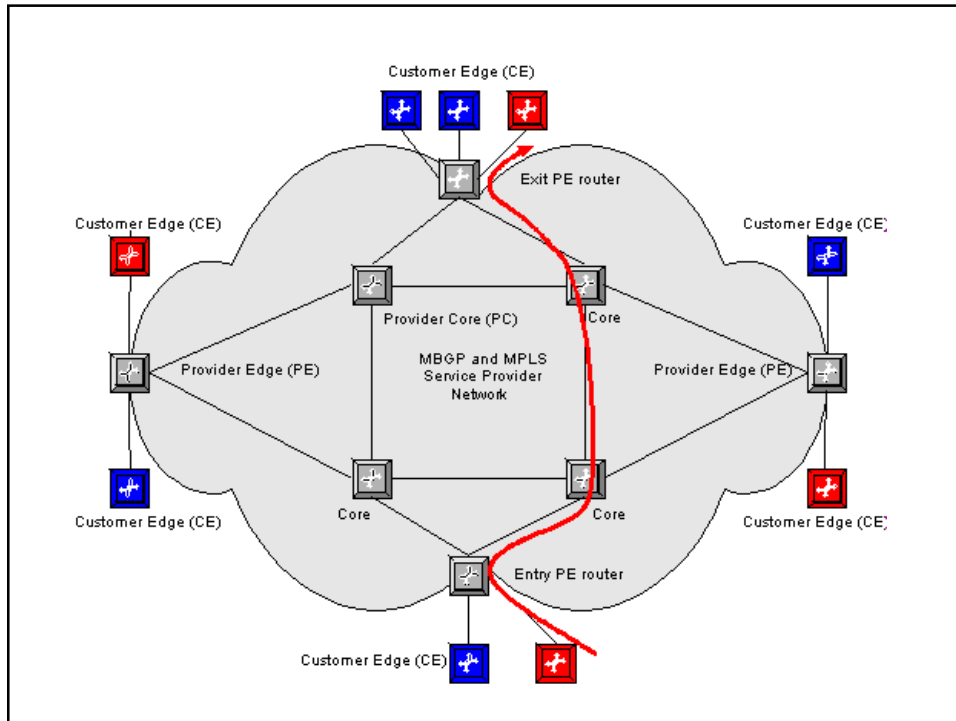 Customer Edge (CE)
Exit PE router
Customer Edge (CE)
Customer Edge (CE)
Provider Core (PC)
Core
Provider Edge (PE)
MBGP and MPLS
Service Provider
Network
Provider Edge (PE)
Core
Core
Customer Edge (CE)
Customer Edge (CE)
Entry PE router
Customer Edge (CE)